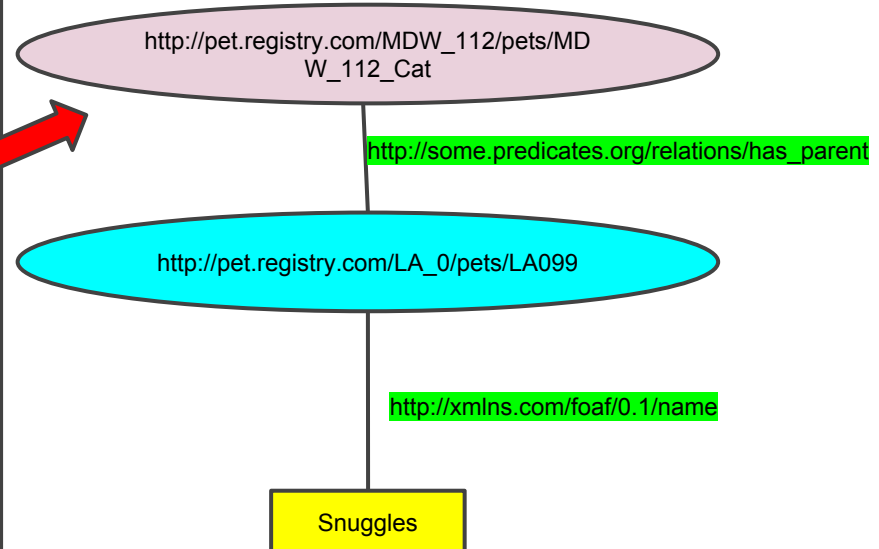 http://pet.registry.com/MDW_112/pets/MD
W_112_Cat
http://some.predicates.org/relations/has_parent
http://pet.registry.com/LA_0/pets/LA099
http://xmlns.com/foaf/0.1/name
Snuggles